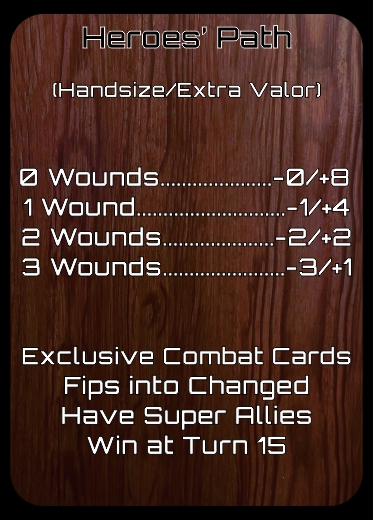 Heroes' Path
(Handsize/Extra Valor)
0 Wounds.....................-0/+8
1 Wound............................-1/+4
2 Wounds.....................-2/+2
3 Wounds.......................-3/+1
Exclusive Combat Cards
Fips into Changed
Have Super Allies
Win at Turn 15